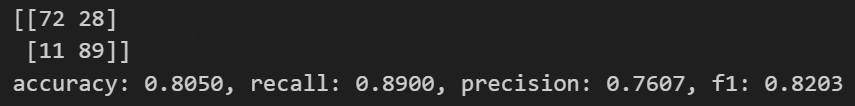 [[72 28]
 [11 89]]
accuracy: 0.8050, recall: 0.8900, precision: 0.7607, f1: 0.8203